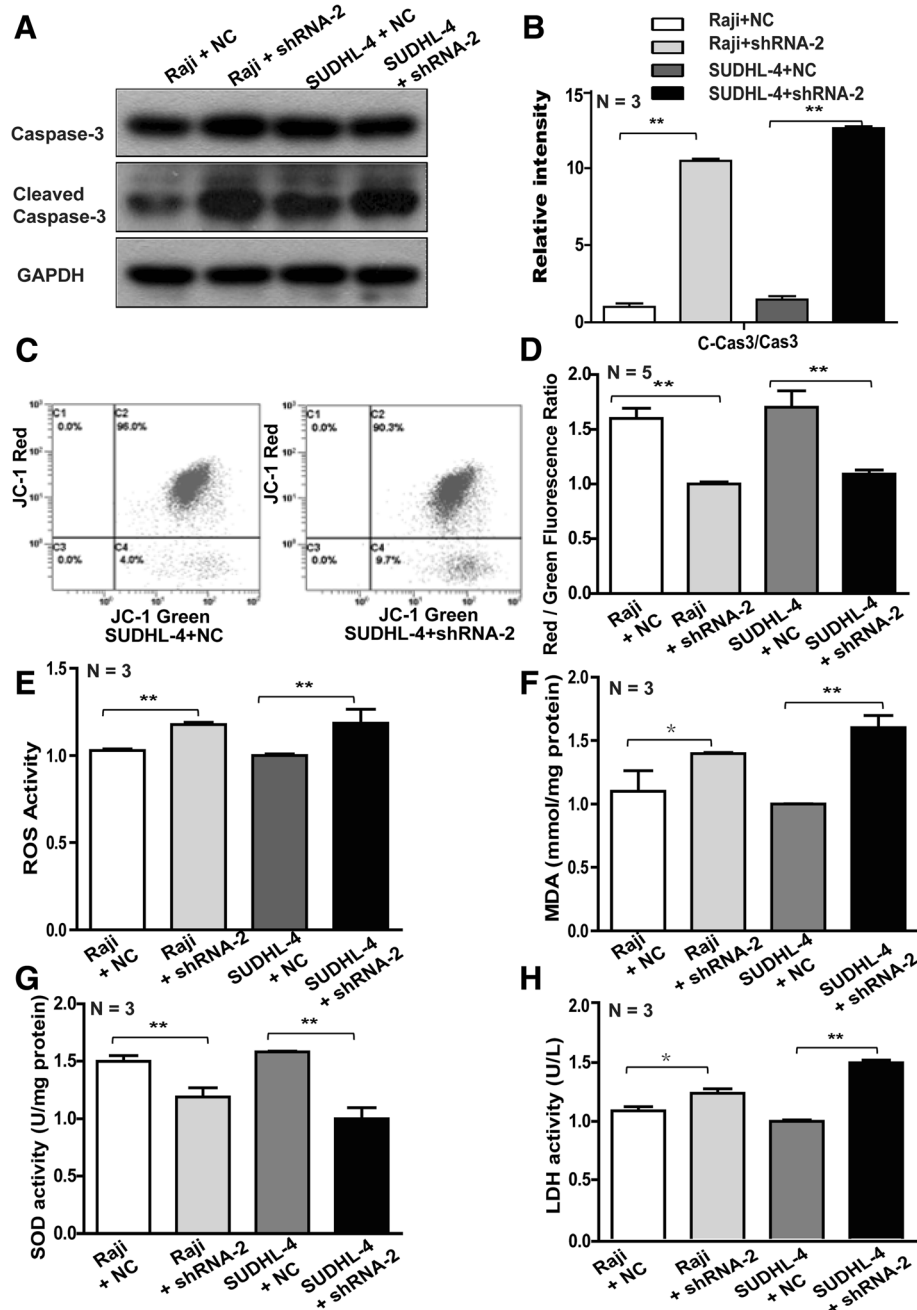 A
Raji + NC
Raji + shRNA-2
SUDHL-4 + NC
SUDHL-4
+ shRNA-2
Caspase-3
Cleaved
Caspase-3
GAPDH
B
Raji+NC
Raji+shRNA-2
SUDHL-4+NC
SUDHL-4+shRNA-2
N = 3
**
**
15
10
5
0
Relative intensity
C-Cas3/Cas3
C
C1
0.0%
C2
96.0%
C3
0.0%
C4
4.0%
JC-1 Red
JC-1 Green
SUDHL-4+NC
C1
0.0%
C2
90.3%
C3
0.0%
C4
9.7%
JC-1 Red
JC-1 Green
SUDHL-4+shRNA-2
D
N = 5
**
**
2.0
1.5
1.0
0.5
0.0
Red / Green Fluorescence Ratio
Raji
+ NC
Raji
+ shRNA-2
SUDHL-4
+ NC
SUDHL-4
+ shRNA-2
E
N = 3
**
**
1.5
1.0
0.5
0.0
ROS Activity
Raji
+ NC
Raji
+ shRNA-2
SUDHL-4
+ NC
SUDHL-4
+ shRNA-2
F
N = 3
*
**
2.0
1.5
1.0
0.5
0.0
MDA (mmol/mg protein)
Raji
+ NC
Raji
+ shRNA-2
SUDHL-4
+ NC
SUDHL-4
+ shRNA-2
G
N = 3
**
**
2.0
1.5
1.0
0.5
0.0
SOD activity (U/mg protein)
Raji
+ NC
Raji
+ shRNA-2
SUDHL-4
+ NC
SUDHL-4
+ shRNA-2
H
N = 3
*
**
2.0
1.5
1.0
0.5
0.0
LDH activity (U/L)
Raji
+ NC
Raji
+ shRNA-2
SUDHL-4
+ NC
SUDHL-4
+ shRNA-2